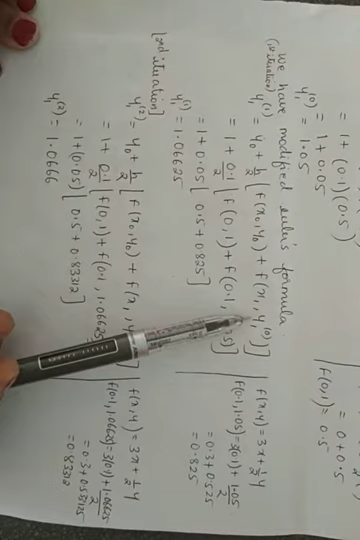 = 1 + (0.1)(0.5)
= 1 + 0.05
y₁⁽⁰⁾ = 1.05
= 0 + 0.5
f(0,1) = 0.5
we have modified euler's formula
(1st ituation) y₁⁽¹⁾ = y₀ + h/2 [f(x₀,y₀) + f(x₁,y₁⁽⁰⁾)]
f(x,y) = 3x + 1/2 y
= 1 + 0.1/2 [f(0,1) + f(0.1,
f(0.1,1.05) = 3(0.1) + 1.05/2
= 1 + 0.05 [0.5 + 0.825]
= 0.3 + 0.525
y₁⁽¹⁾ = 1.06625
= 0.825
[2nd ituation]
y₁⁽²⁾ = y₀ + h/2 [f(x₀,y₀) + f(x₁,y
f(x,y) = 3x + 1/2 y
= 1 + 0.1/2 [f(0,1) + f(0.1, 1.06625
f(0.1,1.06625) = 3(0.1) + 1.06625/2
= 1 + (0.05) [0.5 + 0.83312]
= 0.3 + 0.533125
y₁⁽²⁾ = 1.0666
= 0.83312